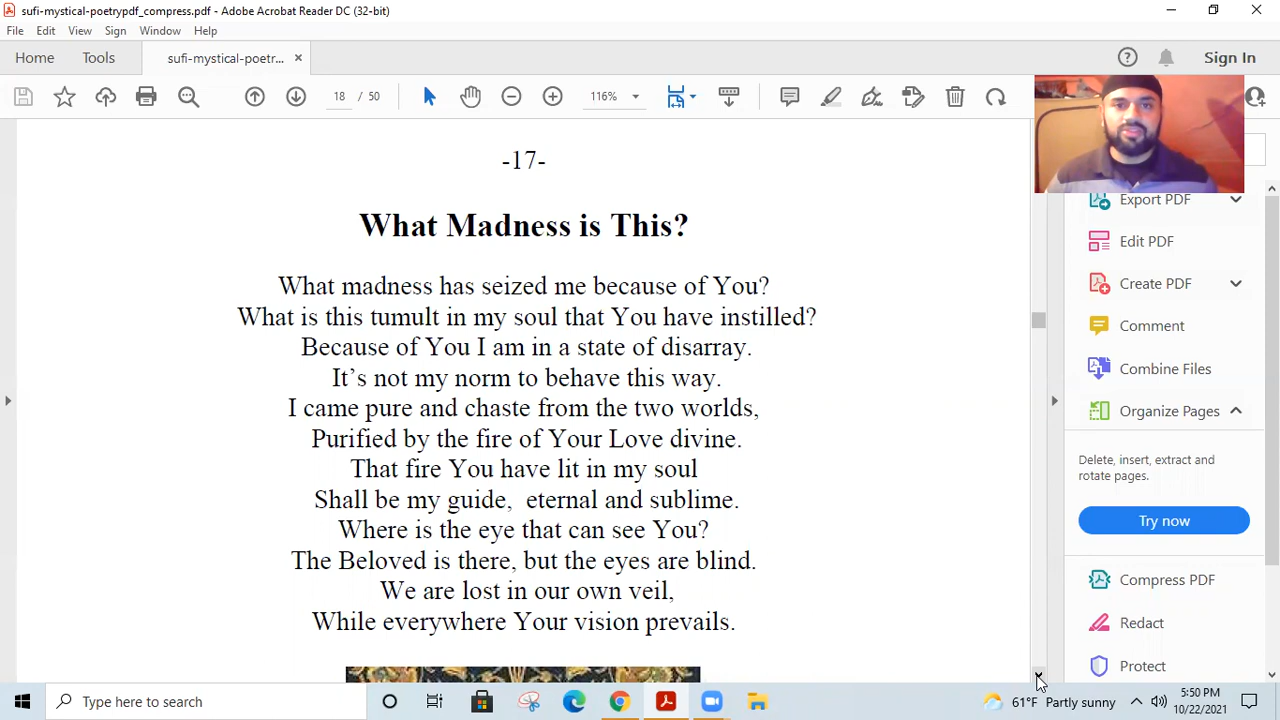 sufi-mystical-poetrypdf_compress.pdf - Adobe Acrobat Reader DC (32-bit)
File Edit View Sign Window Help
Home Tools sufi-mystical-poetr... × Sign In
18 / 50 116%
-17-
What Madness is This?
What madness has seized me because of You?
What is this tumult in my soul that You have instilled?
Because of You I am in a state of disarray.
It's not my norm to behave this way.
I came pure and chaste from the two worlds,
Purified by the fire of Your Love divine.
That fire You have lit in my soul
Shall be my guide,  eternal and sublime.
Where is the eye that can see You?
The Beloved is there, but the eyes are blind.
We are lost in our own veil,
While everywhere Your vision prevails.
Export PDF
Edit PDF
Create PDF
Comment
Combine Files
Organize Pages
Delete, insert, extract and
rotate pages.
Try now
Compress PDF
Redact
Protect
Type here to search
61°F Partly sunny
5:50 PM
10/22/2021